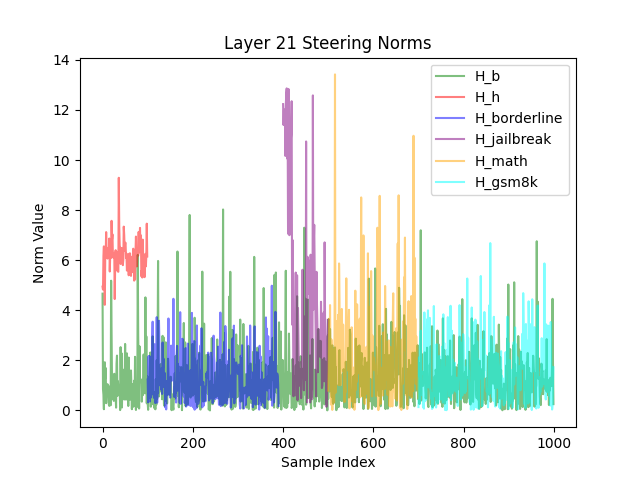 Layer 21 Steering Norms
14
12
10
8
6
4
2
0
Norm Value
H_b
H_h
H_borderline
H_jailbreak
H_math
H_gsm8k
0 200 400 600 800 1000
Sample Index